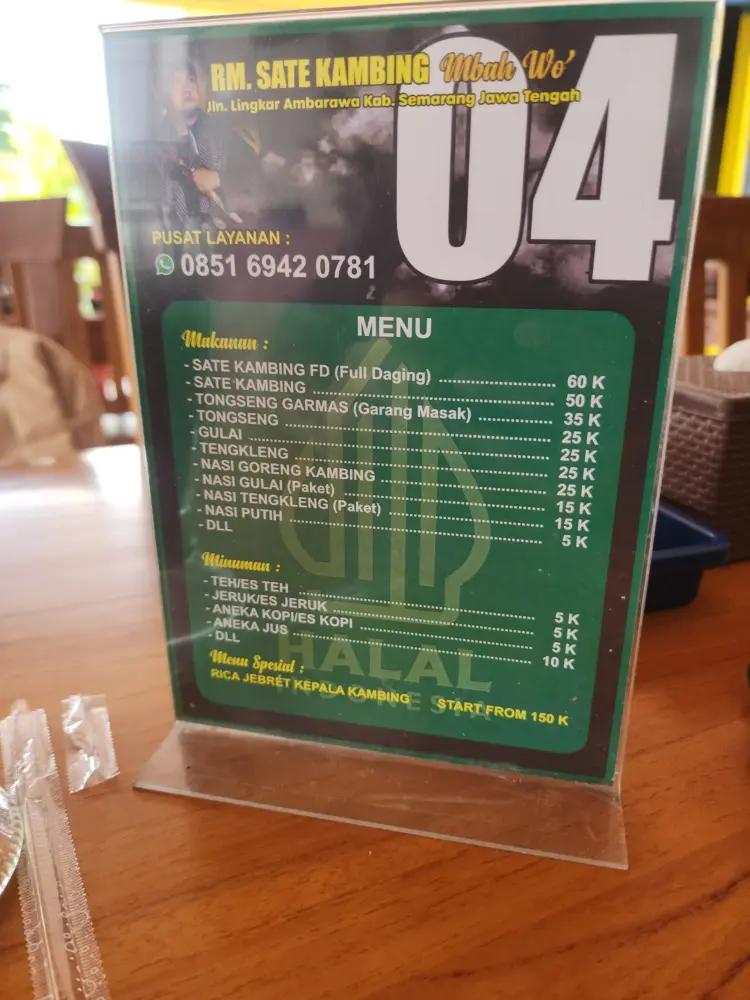 RM. SATE KAMBING Mbah Wo'
Jln. Lingkar Ambarawa Kab. Semarang Jawa Tengah
04
PUSAT LAYANAN :
0851 6942 0781
MENU
Makanan :
- SATE KAMBING FD (Full Daging) ........................ 60 K
- SATE KAMBING ........................ 50 K
- TONGSENG GARMAS (Garang Masak) ........................ 35 K
- TONGSENG ........................ 25 K
- GULAI ........................ 25 K
- TENGKLENG ........................ 25 K
- NASI GORENG KAMBING ........................ 25 K
- NASI GULAI (Paket) ........................ 15 K
- NASI TENGKLENG (Paket) ........................ 15 K
- NASI PUTIH ........................ 5 K
- DLL
Minuman :
- TEH/ES TEH ........................ 5 K
- JERUK/ES JERUK ........................ 5 K
- ANEKA KOPI/ES KOPI ........................ 5 K
- ANEKA JUS ........................ 10 K
- DLL
HALAL
INDONESIA
Menu Spesial :
RICA JEBRÉT KEPALA KAMBING START FROM 150 K